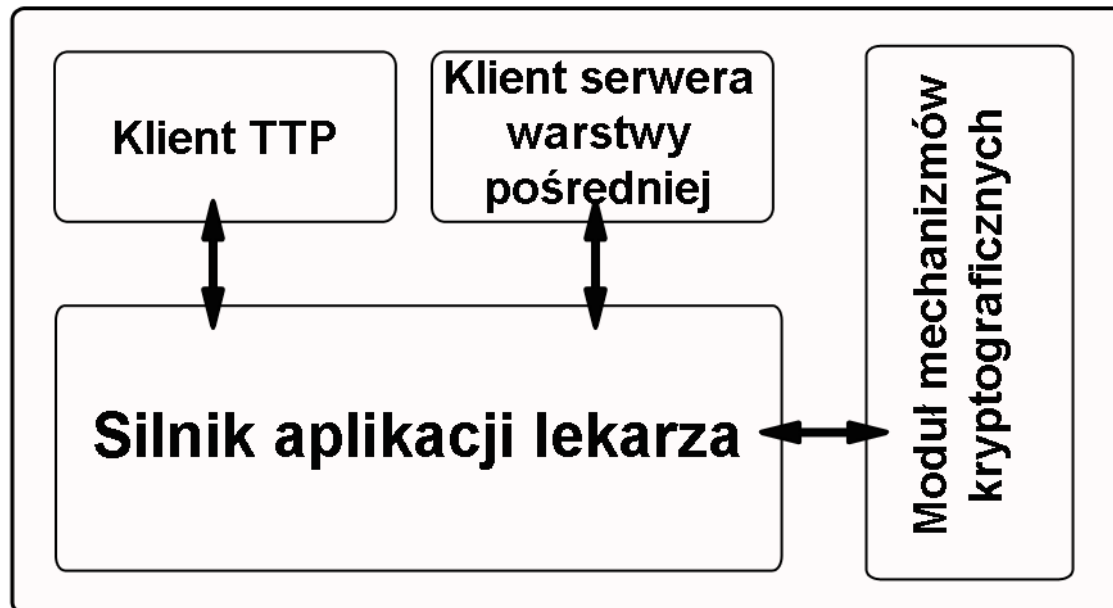 Klient TTP
Klient serwera
warstwy
pośredniej
Moduł mechanizmów
kryptograficznych
Silnik aplikacji lekarza